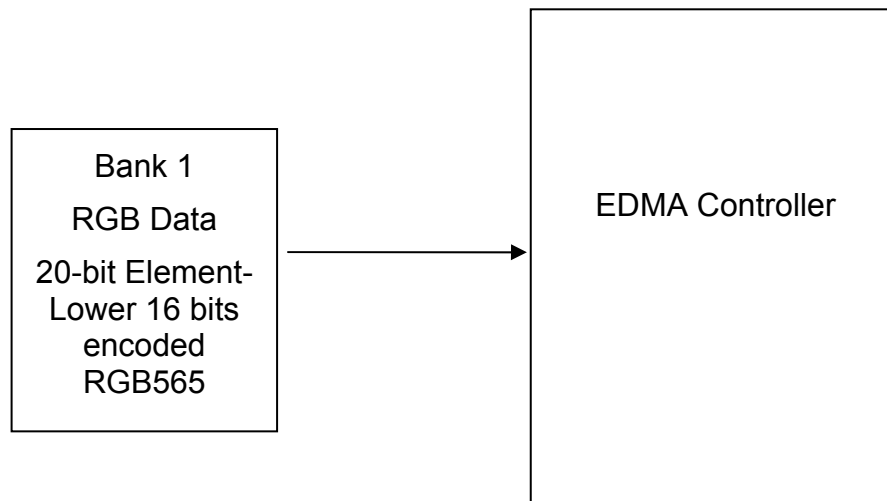 Bank 1
RGB Data
20-bit Element-
Lower 16 bits
encoded
RGB565
EDMA Controller